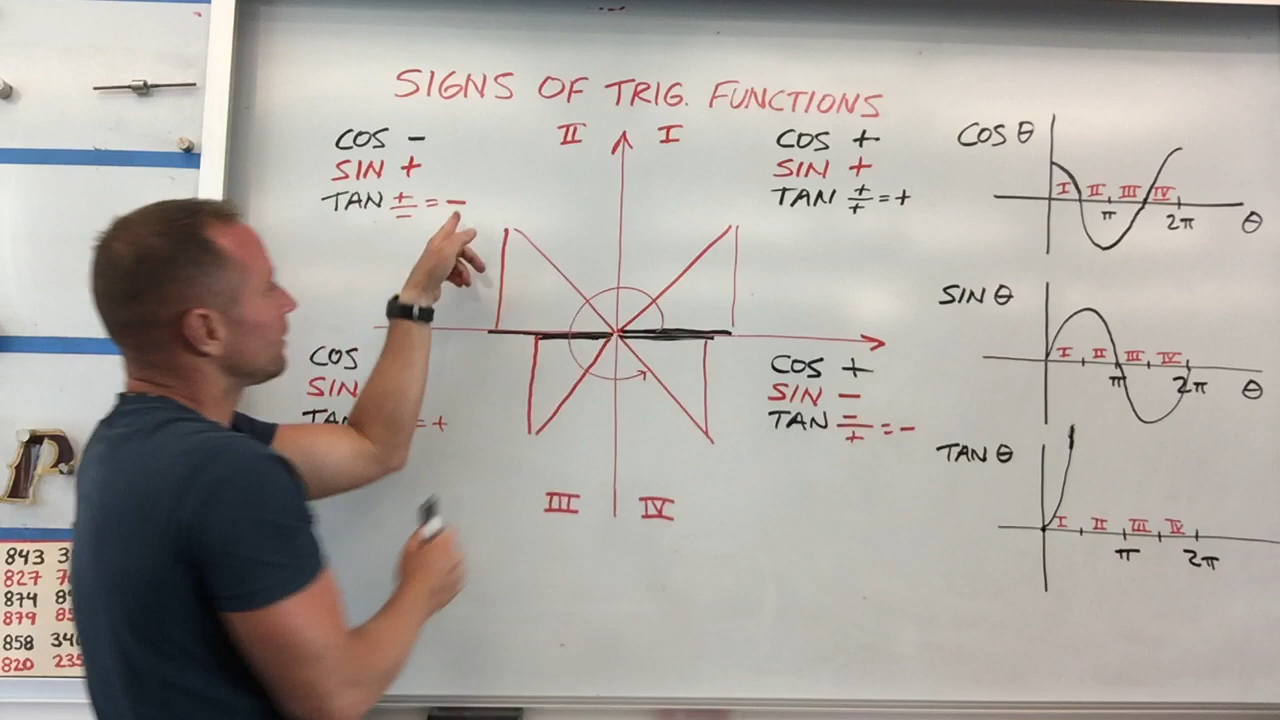 SIGNS OF TRIG. FUNCTIONS
II I
COS -
SIN +
TAN +/- = -
COS +
SIN +
TAN +/+ = +
COS
SIN
TAN = +
COS +
SIN -
TAN -/+ = -
III IV
COS θ
I II III IV
π 2π θ
SIN θ
I II III IV
π 2π θ
TAN θ
I II III IV
π 2π
P
843 3
827 7
874 8
879 85
858 340
820 235